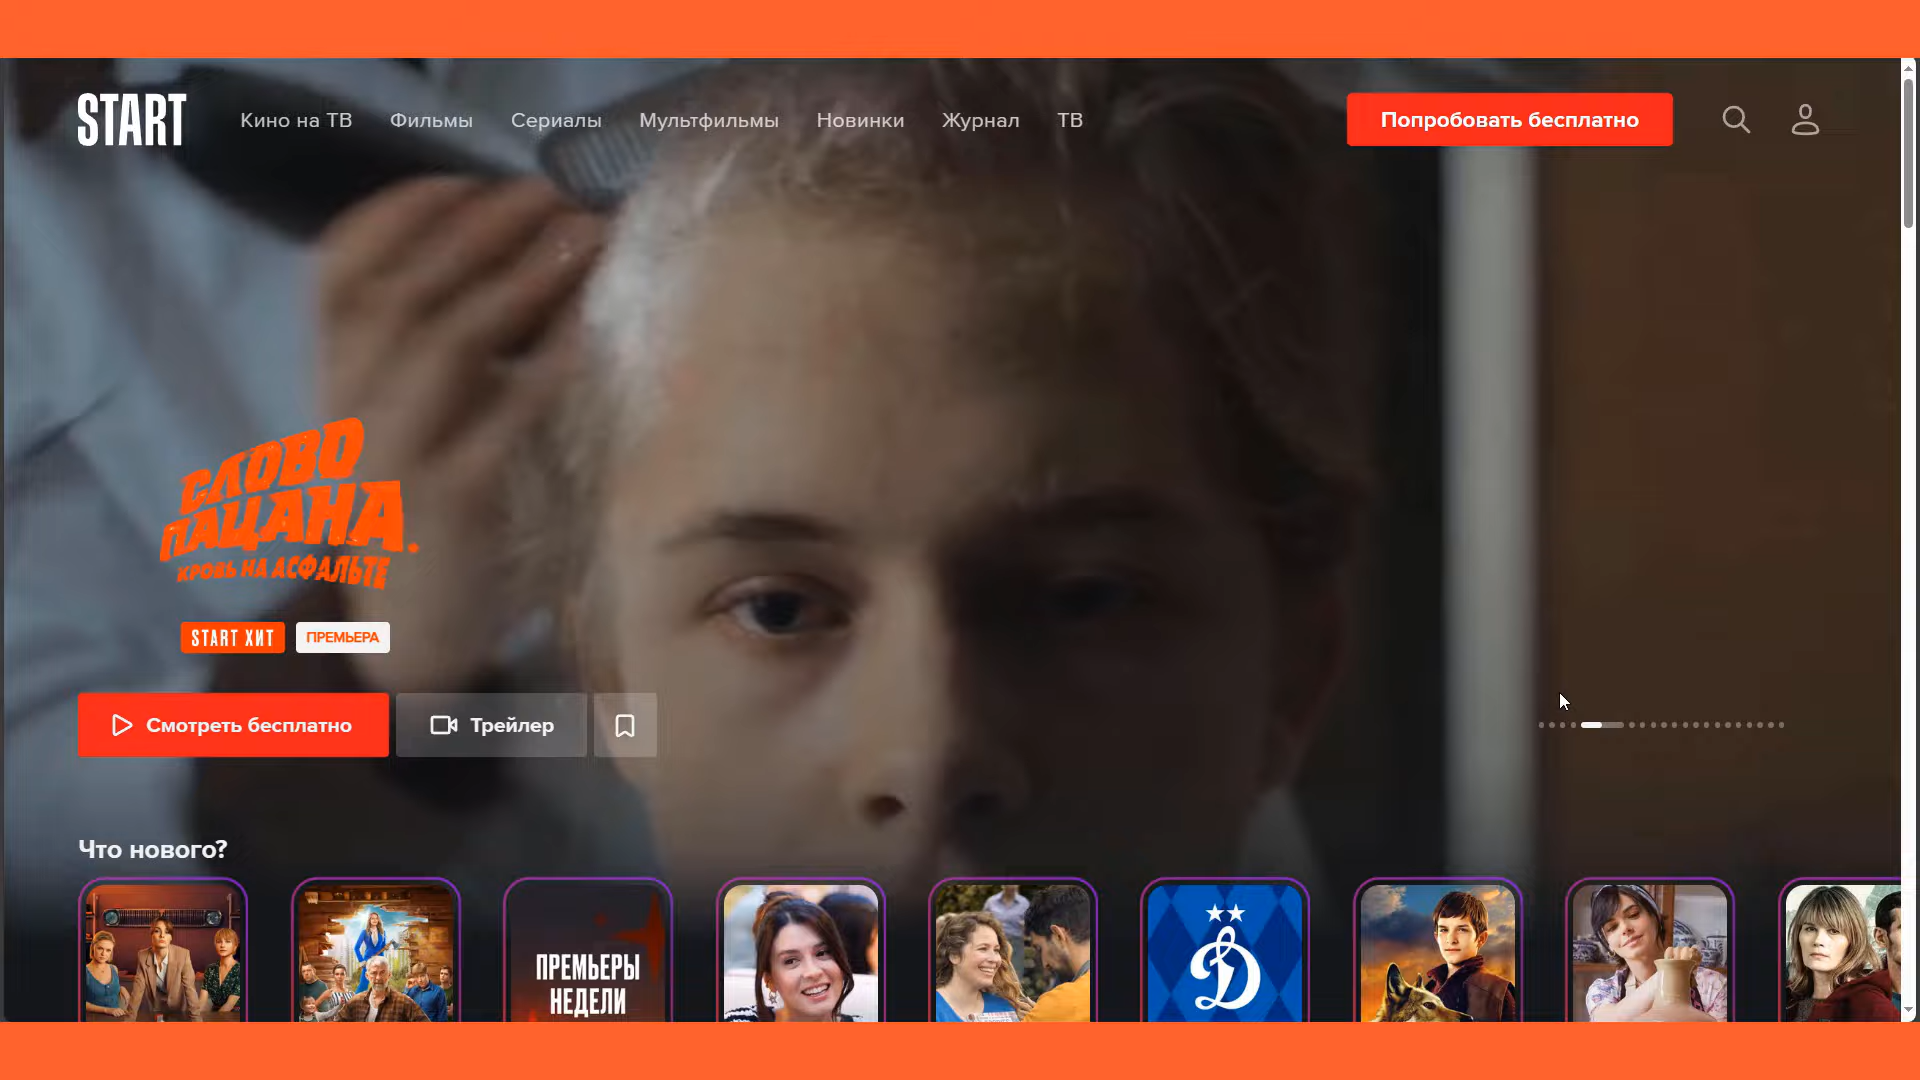 START
Кино на ТВ
Фильмы
Сериалы
Мультфильмы
Новинки
Журнал
ТВ
Попробовать бесплатно
СЛОВО
ПАЦАНА.
КРОВЬ НА АСФАЛЬТЕ
START ХИТ
ПРЕМЬЕРА
Смотреть бесплатно
Трейлер
Что нового?
ПРЕМЬЕРЫ
НЕДЕЛИ
Д